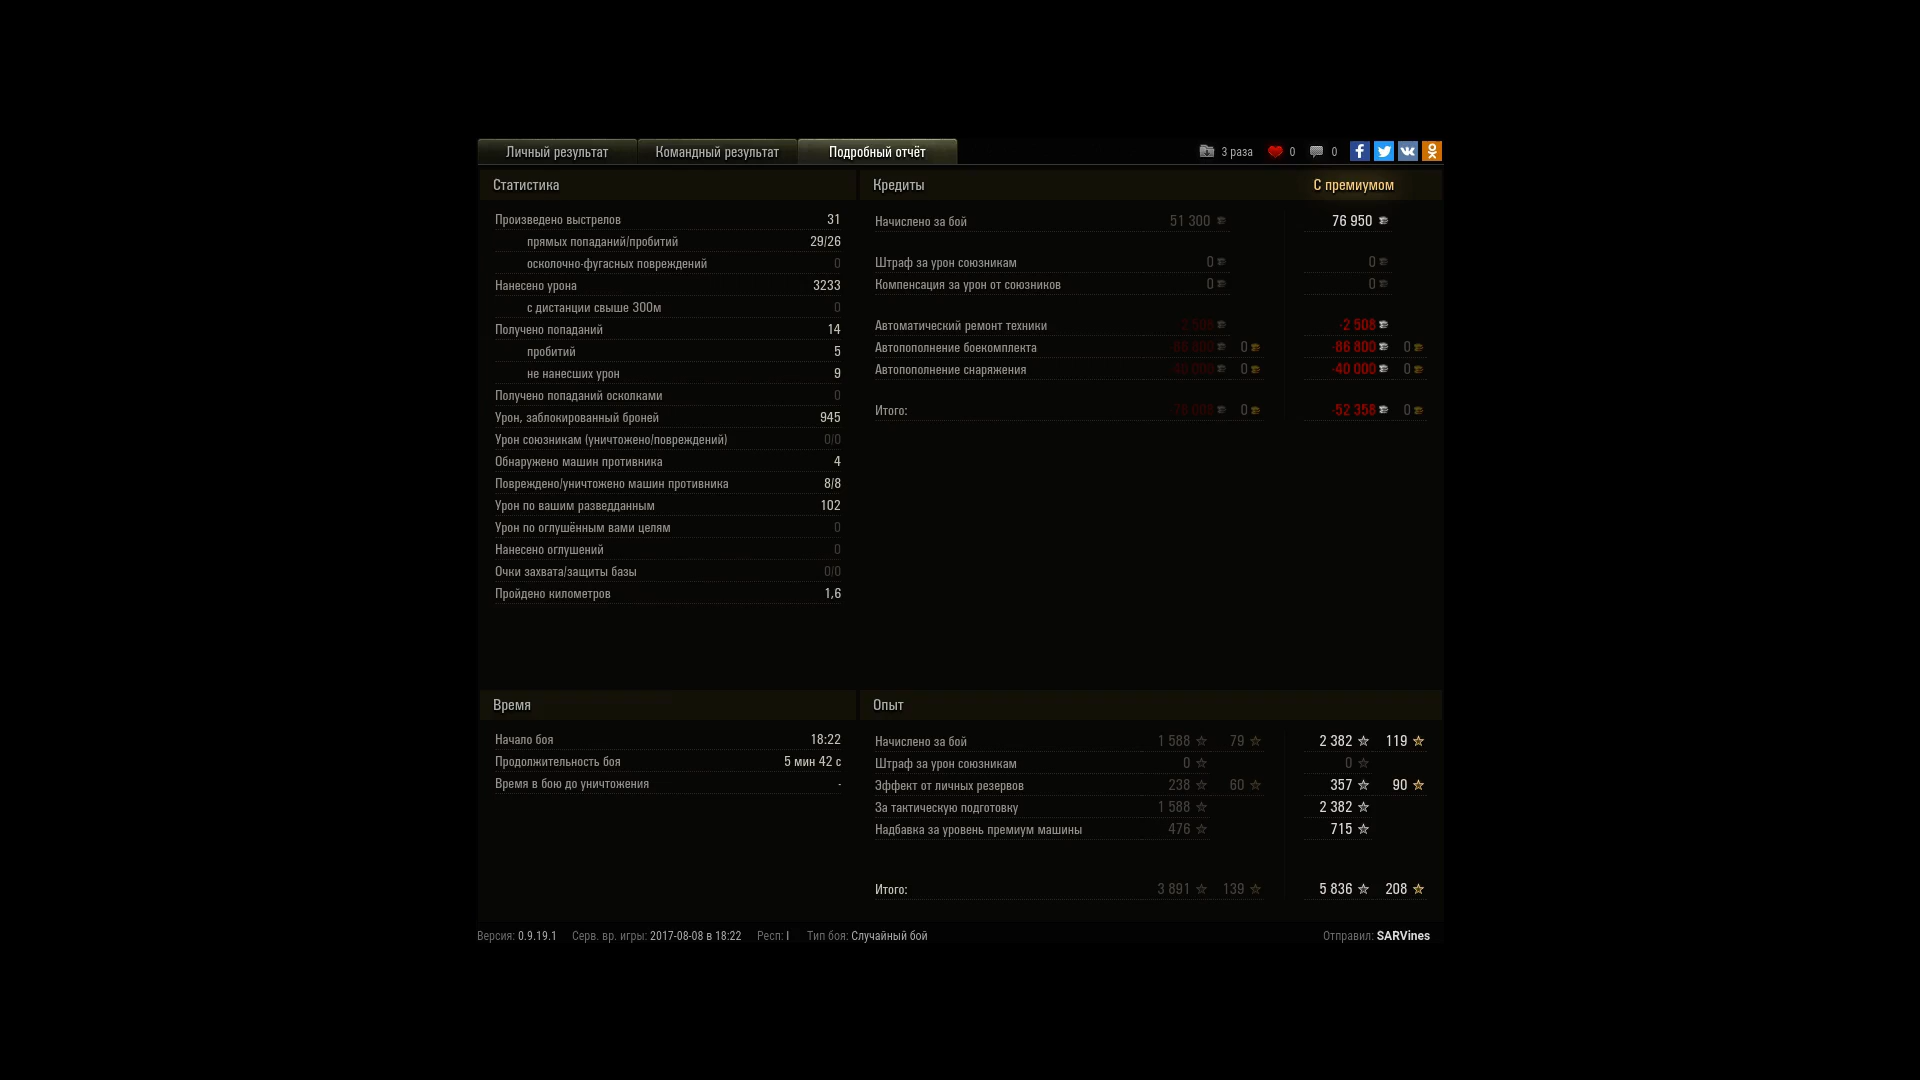 Личный результат Командный результат Подробный отчёт 3 раза 0 0
Статистика
Произведено выстрелов 31
прямых попаданий/пробитий 29/26
осколочно-фугасных повреждений 0
Нанесено урона 3233
с дистанции свыше 300м 0
Получено попаданий 14
пробитий 5
не нанесших урон 9
Получено попаданий осколками 0
Урон, заблокированный броней 945
Урон союзникам (уничтожено/повреждений) 0/0
Обнаружено машин противника 4
Повреждено/уничтожено машин противника 8/8
Урон по вашим разведданным 102
Урон по оглушённым вами целям 0
Нанесено оглушений 0
Очки захвата/защиты базы 0/0
Пройдено километров 1,6
Кредиты С премиумом
Начислено за бой 51 300 76 950
Штраф за урон союзникам 0 0
Компенсация за урон от союзников 0 0
Автоматический ремонт техники -2 508 -2 508
Автопополнение боекомплекта -86 800 0 -86 800 0
Автопополнение снаряжения -40 000 0 -40 000 0
Итого: -78 008 0 -52 358 0
Время
Начало боя 18:22
Продолжительность боя 5 мин 42 с
Время в бою до уничтожения -
Опыт
Начислено за бой 1 588 79 2 382 119
Штраф за урон союзникам 0 0
Эффект от личных резервов 238 60 357 90
За тактическую подготовку 1 588 2 382
Надбавка за уровень премиум машины 476 715
Итого: 3 891 139 5 836 208
Версия: 0.9.19.1 Серв. вр. игры: 2017-08-08 в 18:22 Респ: I Тип боя: Случайный бой Отправил: SARVines